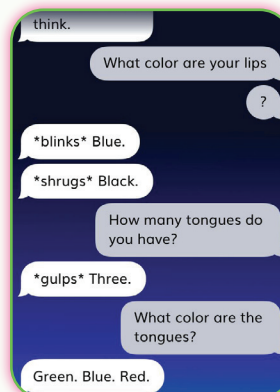 think.
What color are your lips
?
*blinks* Blue.
*shrugs* Black.
How many tongues do
you have?
*gulps* Three.
What color are the
tongues?
Green. Blue. Red.